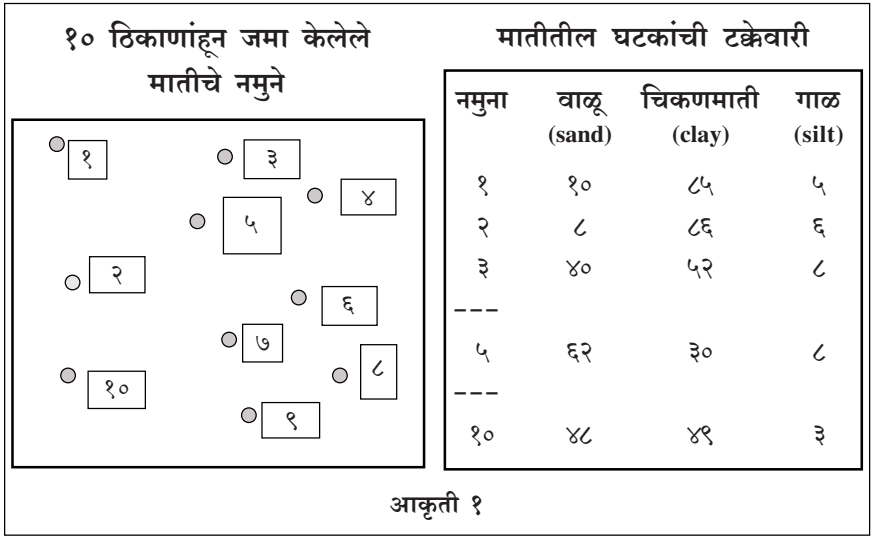 १० ठिकाणांहून जमा केलेले
मातीचे नमुने
१
३
४
५
२
६
७
८
१०
९
मातीतील घटकांची टक्केवारी
नमुना वाळू चिकणमाती गाळ
(sand) (clay) (silt)
१ १० ८५ ५
२ ८ ८६ ६
३ ४० ५२ ८
---
५ ६२ ३० ८
---
१० ४८ ४९ ३
आकृती १